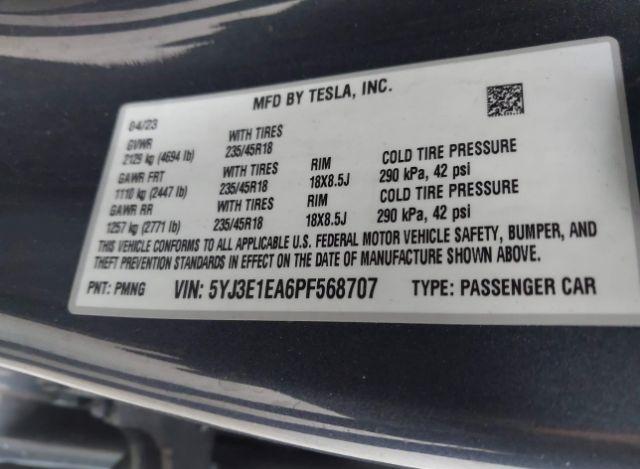 MFD BY TESLA, INC.
04/23
GVWR WITH TIRES
2129 kg (4694 lb) 235/45R18
GAWR FRT WITH TIRES RIM COLD TIRE PRESSURE
1110 kg (2447 lb) 235/45R18 18X8.5J 290 kPa, 42 psi
GAWR RR WITH TIRES RIM COLD TIRE PRESSURE
1257 kg (2771 lb) 235/45R18 18X8.5J 290 kPa, 42 psi
THIS VEHICLE CONFORMS TO ALL APPLICABLE U.S. FEDERAL MOTOR VEHICLE SAFETY, BUMPER, AND
THEFT PREVENTION STANDARDS IN EFFECT ON THE DATE OF MANUFACTURE SHOWN ABOVE.
PNT: PMNG VIN: 5YJ3E1EA6PF568707 TYPE: PASSENGER CAR